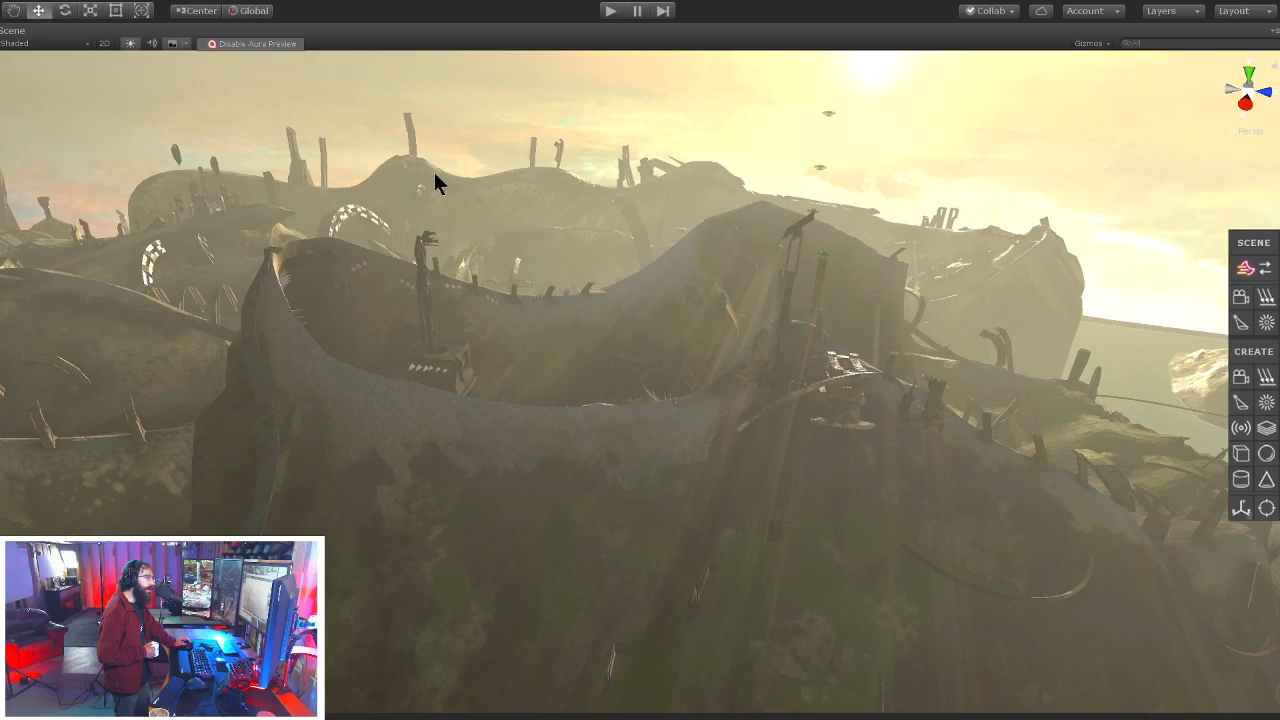 Center Global Collab Account Layers Layout
Scene
Shaded 2D Disable Aura Preview Gizmos All
Persp
SCENE
CREATE